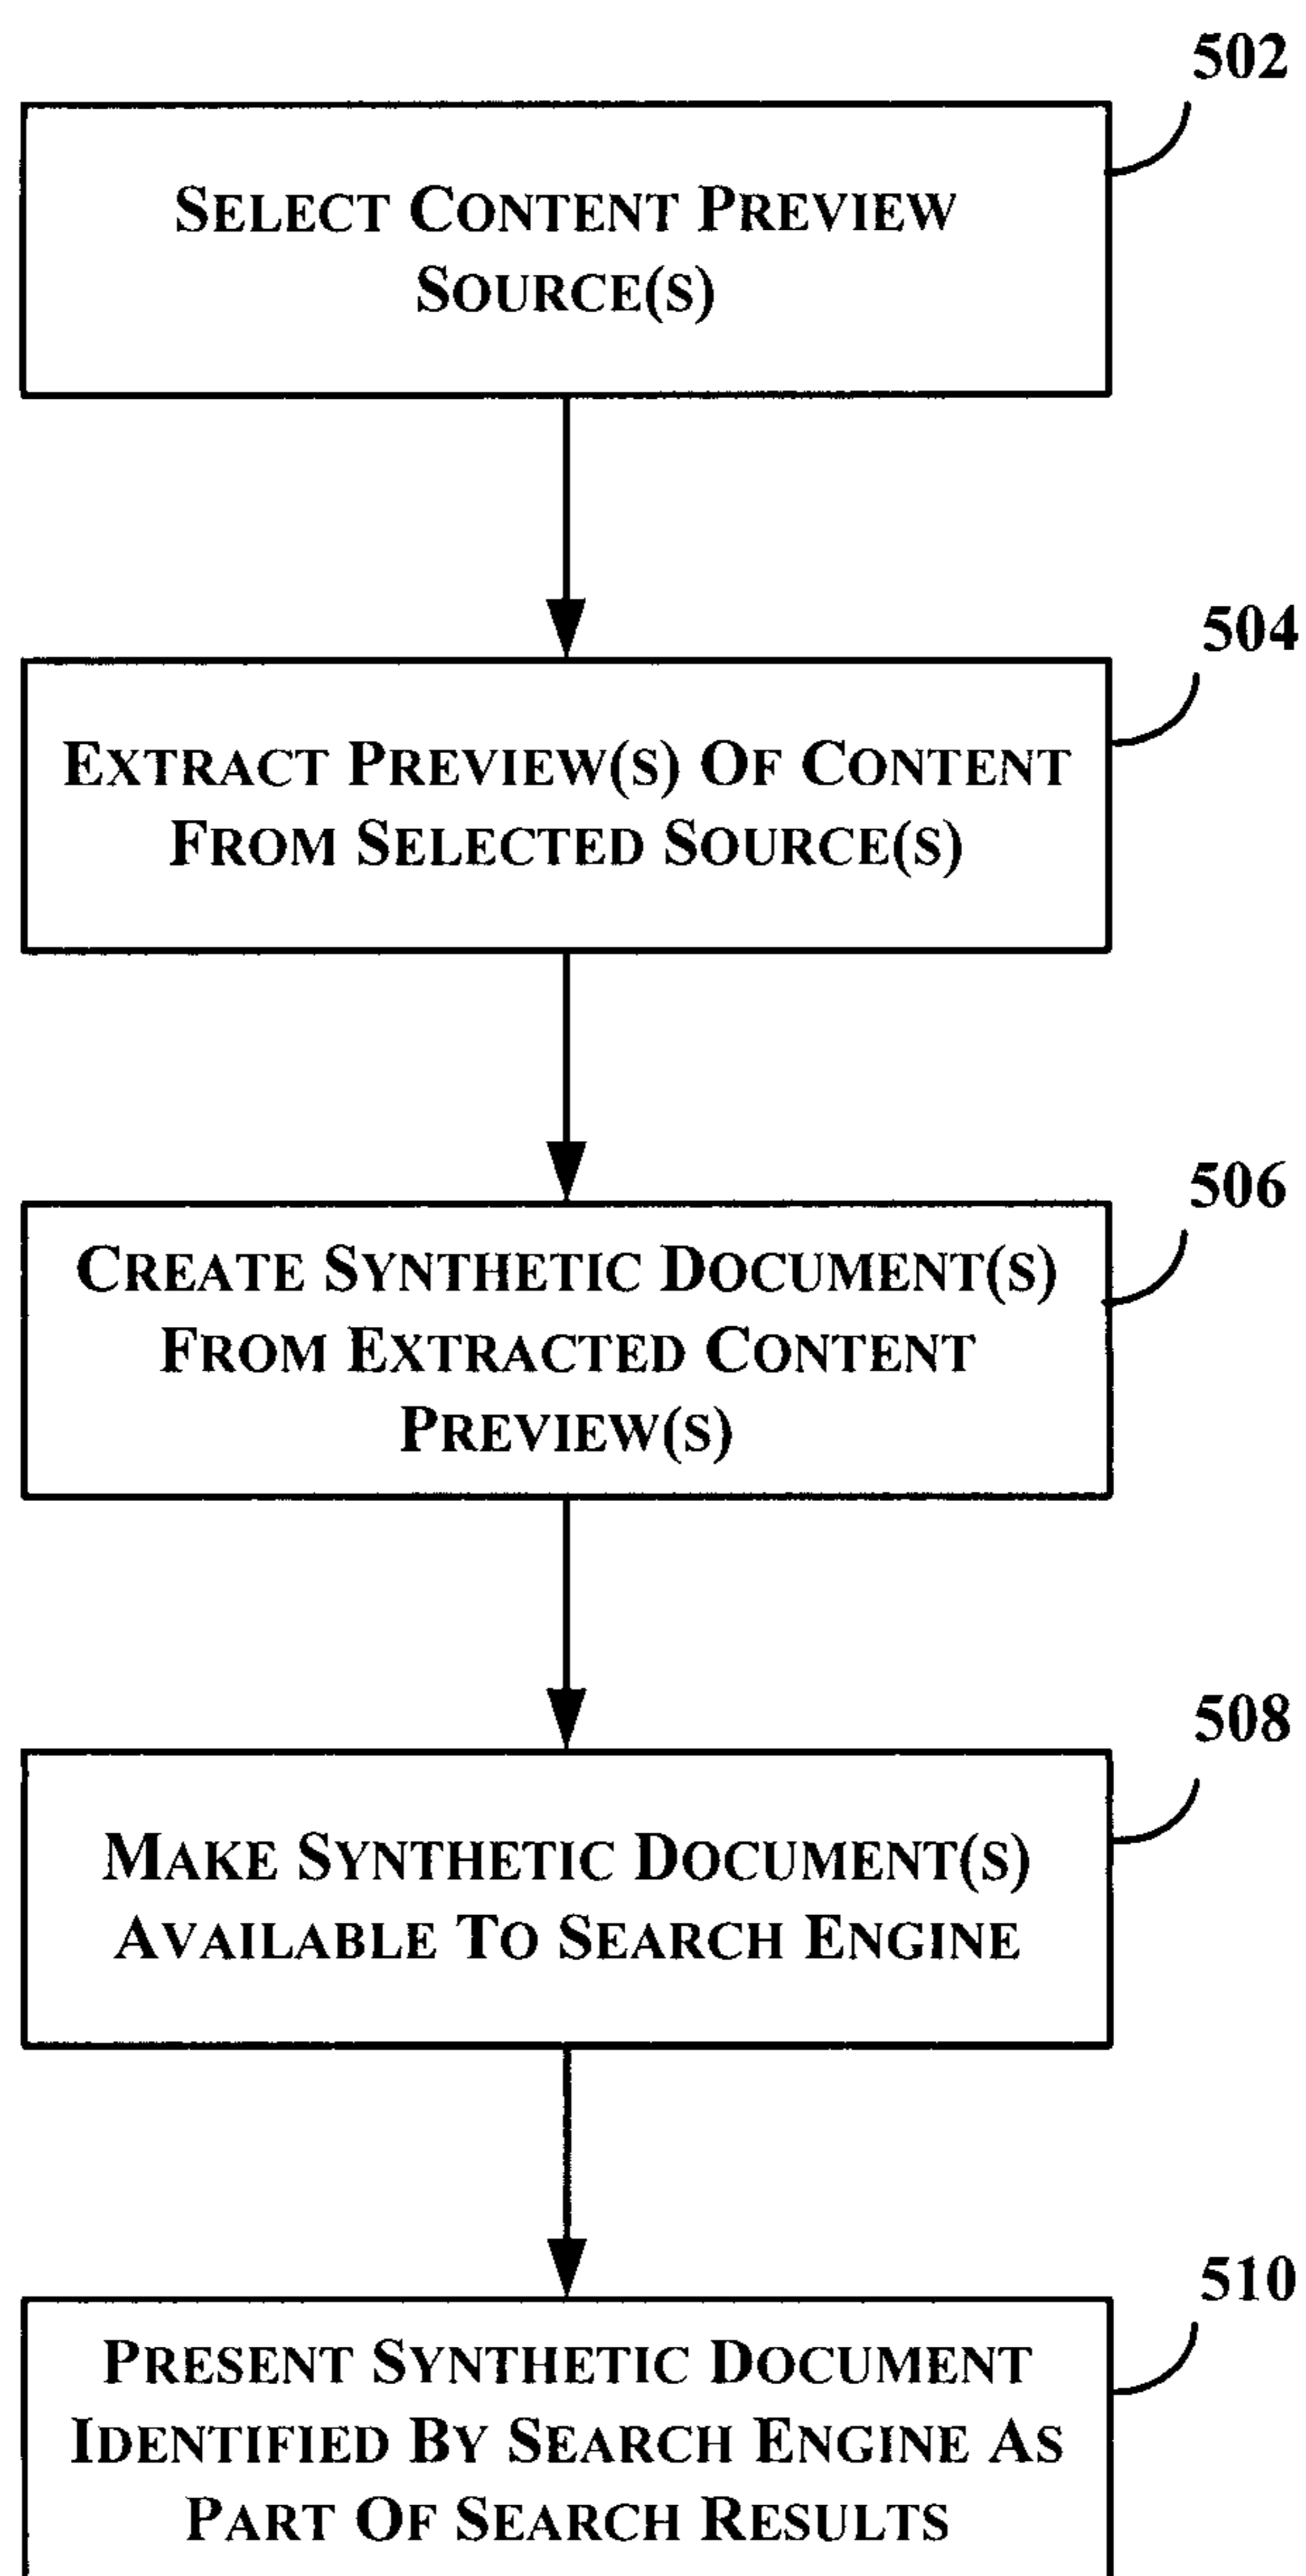 502
SELECT CONTENT PREVIEW
SOURCE(S)
504
EXTRACT PREVIEW(S) OF CONTENT
FROM SELECTED SOURCE(S)
506
CREATE SYNTHETIC DOCUMENT(S)
FROM EXTRACTED CONTENT
PREVIEW(S)
508
MAKE SYNTHETIC DOCUMENT(S)
AVAILABLE TO SEARCH ENGINE
510
PRESENT SYNTHETIC DOCUMENT
IDENTIFIED BY SEARCH ENGINE AS
PART OF SEARCH RESULTS